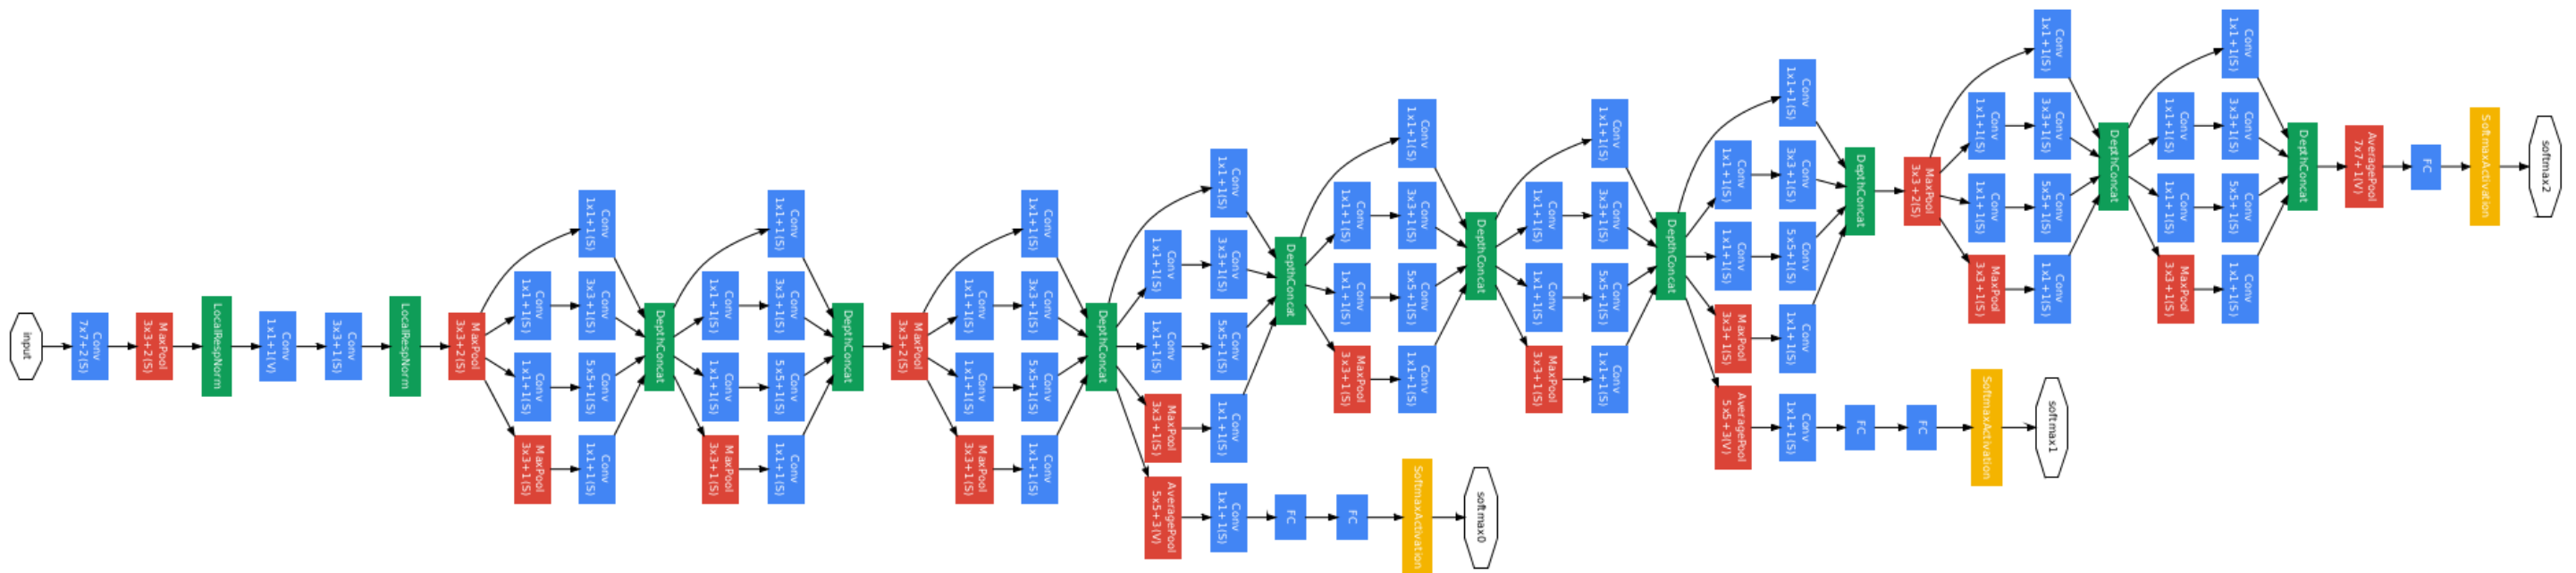 input
Conv
7x7+2(S)
MaxPool
3x3+2(S)
LocalRespNorm
Conv
1x1+1(V)
Conv
3x3+1(S)
LocalRespNorm
MaxPool
3x3+2(S)
Conv
1x1+1(S)
Conv
1x1+1(S)
MaxPool
3x3+1(S)
Conv
1x1+1(S)
Conv
3x3+1(S)
Conv
5x5+1(S)
Conv
1x1+1(S)
DepthConcat
Conv
1x1+1(S)
Conv
1x1+1(S)
MaxPool
3x3+1(S)
Conv
1x1+1(S)
Conv
3x3+1(S)
Conv
5x5+1(S)
Conv
1x1+1(S)
DepthConcat
MaxPool
3x3+2(S)
Conv
1x1+1(S)
Conv
1x1+1(S)
MaxPool
3x3+1(S)
Conv
1x1+1(S)
Conv
3x3+1(S)
Conv
5x5+1(S)
Conv
1x1+1(S)
DepthConcat
Conv
1x1+1(S)
Conv
1x1+1(S)
MaxPool
3x3+1(S)
AveragePool
5x5+3(V)
Conv
1x1+1(S)
Conv
3x3+1(S)
Conv
5x5+1(S)
Conv
1x1+1(S)
Conv
1x1+1(S)
DepthConcat
FC
FC
SoftmaxActivation
softmax0
Conv
1x1+1(S)
Conv
1x1+1(S)
MaxPool
3x3+1(S)
Conv
1x1+1(S)
Conv
3x3+1(S)
Conv
5x5+1(S)
Conv
1x1+1(S)
DepthConcat
Conv
1x1+1(S)
Conv
1x1+1(S)
MaxPool
3x3+1(S)
Conv
1x1+1(S)
Conv
3x3+1(S)
Conv
5x5+1(S)
Conv
1x1+1(S)
DepthConcat
Conv
1x1+1(S)
Conv
1x1+1(S)
MaxPool
3x3+1(S)
AveragePool
5x5+3(V)
Conv
1x1+1(S)
Conv
3x3+1(S)
Conv
5x5+1(S)
Conv
1x1+1(S)
Conv
1x1+1(S)
DepthConcat
FC
FC
SoftmaxActivation
softmax1
MaxPool
3x3+2(S)
Conv
1x1+1(S)
Conv
1x1+1(S)
MaxPool
3x3+1(S)
Conv
1x1+1(S)
Conv
3x3+1(S)
Conv
5x5+1(S)
Conv
1x1+1(S)
DepthConcat
Conv
1x1+1(S)
Conv
1x1+1(S)
MaxPool
3x3+1(S)
Conv
1x1+1(S)
Conv
3x3+1(S)
Conv
5x5+1(S)
Conv
1x1+1(S)
DepthConcat
AveragePool
7x7+1(V)
FC
SoftmaxActivation
softmax2